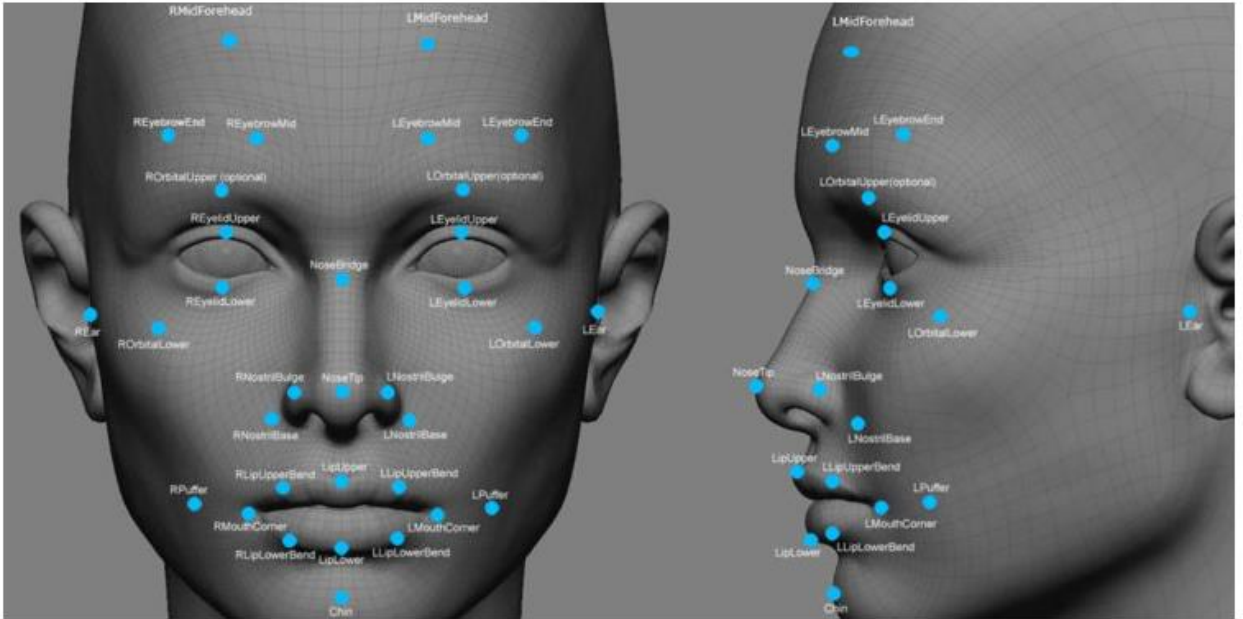 RMidForehead
LMidForehead
REyebrowEnd
REyebrowMid
LEyebrowMid
LEyebrowEnd
ROrbitalUpper (optional)
LOrbitalUpper(optional)
REyelidUpper
LEyelidUpper
NoseBridge
REyelidLower
LEyelidLower
REar
LEar
ROrbitalLower
LOrbitalLower
RNostrilBulge
NoseTip
LNostrilBulge
RNostrilBase
LNostrilBase
RLipUpperBend
LipUpper
LLipUpperBend
RPuffer
LPuffer
RMouthCorner
LMouthCorner
RLipLowerBend
LipLower
LLipLowerBend
Chin
LMidForehead
LEyebrowMid
LEyebrowEnd
LOrbitalUpper(optional)
LEyelidUpper
NoseBridge
LEyelidLower
LOrbitalLower
LEar
NoseTip
LNostrilBulge
LNostrilBase
LipUpper
LLipUpperBend
LPuffer
LMouthCorner
LipLower
LLipLowerBend
Chin